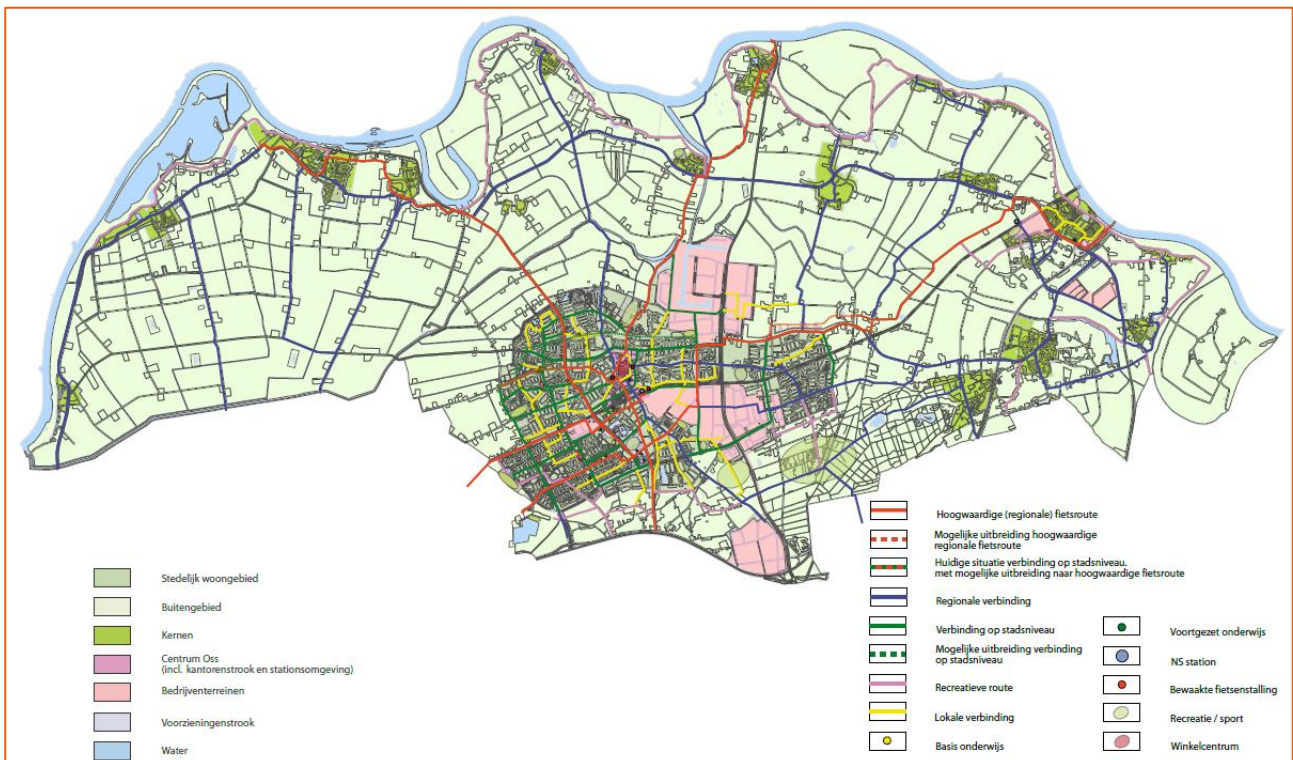 Stedelijk woongebied
Buitengebied
Kernen
Centrum Oss
(incl. kantorenstrook en stationsomgeving)
Bedrijventerreinen
Voorzieningenstrook
Water
Hoogwaardige (regionale) fietsroute
Mogelijke uitbreiding hoogwaardige
regionale fietsroute
Huidige situatie verbinding op stadsniveau.
met mogelijke uitbreiding naar hoogwaardige fietsroute
Regionale verbinding
Verbinding op stadsniveau
Mogelijke uitbreiding verbinding
op stadsniveau
Recreatieve route
Lokale verbinding
Basis onderwijs
Voortgezet onderwijs
NS station
Bewaakte fietsenstalling
Recreatie / sport
Winkelcentrum